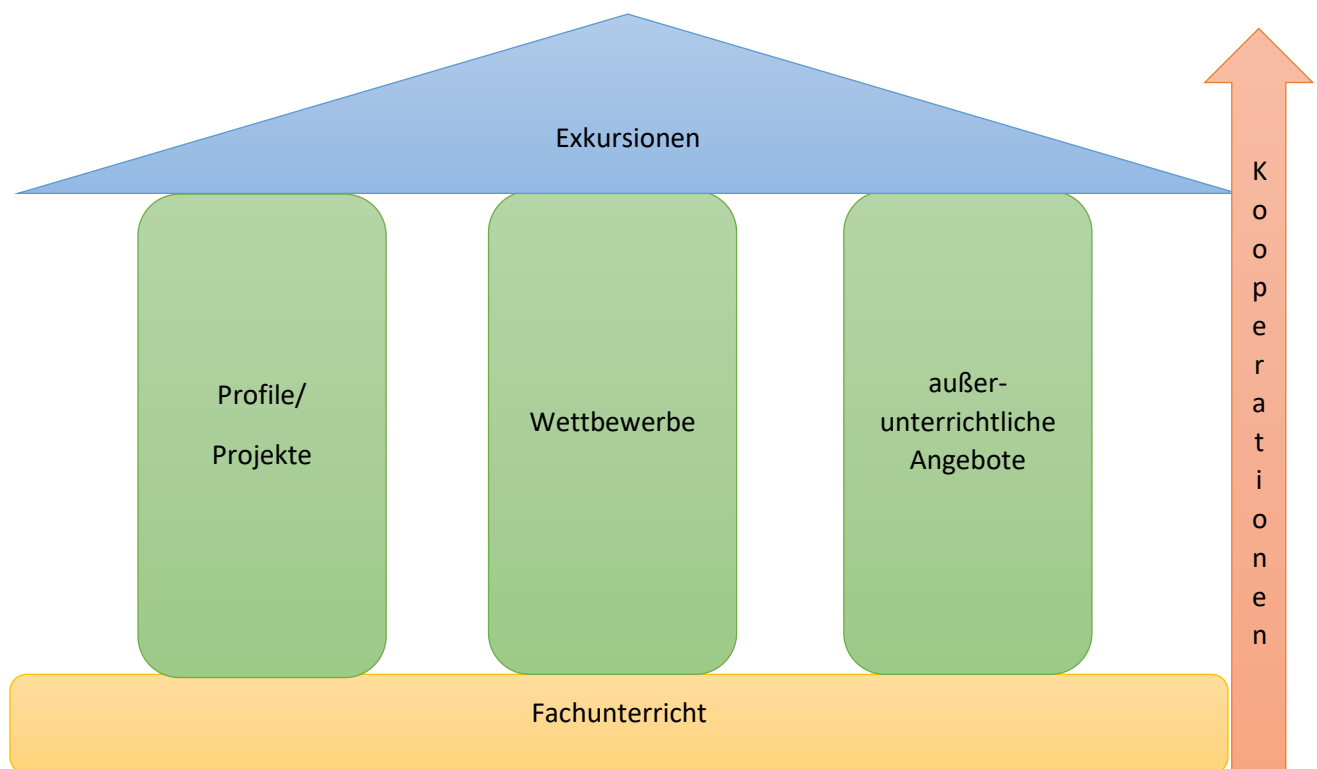 Exkursionen
Profile/
Projekte
Wettbewerbe
außer-
unterrichtliche
Angebote
Fachunterricht
K
o
o
p
e
r
a
t
i
o
n
e
n